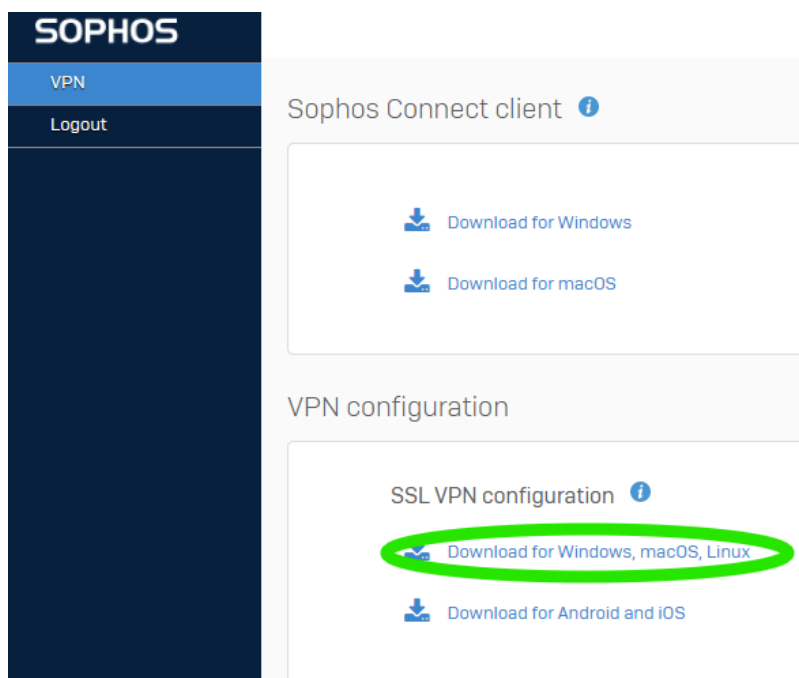 SOPHOS
VPN
Logout
Sophos Connect client
Download for Windows
Download for macOS
VPN configuration
SSL VPN configuration
Download for Windows, macOS, Linux
Download for Android and iOS